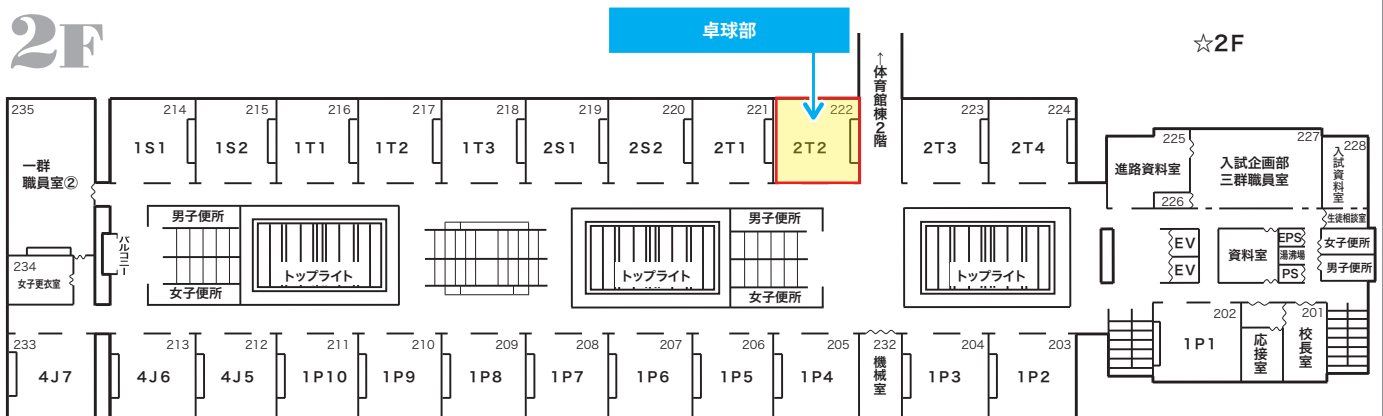 2F
卓球部
☆2F
↑体育館棟2階
235
一群
職員室②
214
1S1
215
1S2
216
1T1
217
1T2
218
1T3
219
2S1
220
2S2
221
2T1
222
2T2
223
2T3
224
2T4
225
進路資料室
226
227
入試企画部
三群職員室
228
入試資料室
生徒相談室
バルコニー
男子便所
女子便所
トップライト
トップライト
男子便所
女子便所
トップライト
EV
EV
資料室
EPS
湯沸場
PS
女子便所
男子便所
234
女子更衣室
233
4J7
213
4J6
212
4J5
211
1P10
210
1P9
209
1P8
208
1P7
207
1P6
206
1P5
205
1P4
232
機械室
204
1P3
203
1P2
202
1P1
応接室
201
校長室